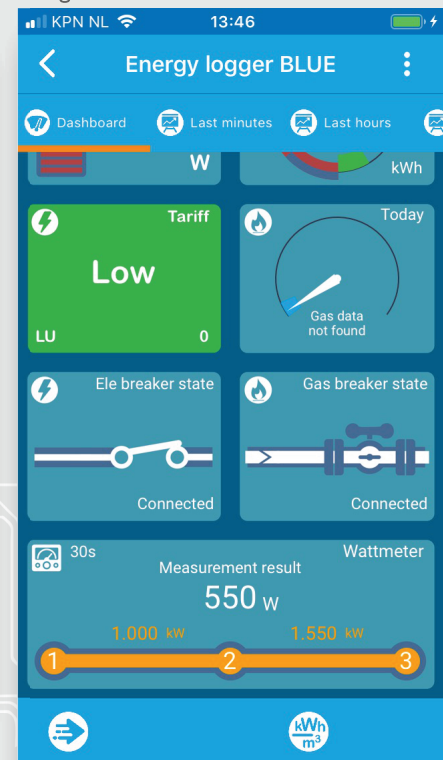 KPN NL 13:46
Energy logger BLUE
Dashboard Last minutes Last hours
W kWh
Tariff
Low
LU 0
Today
Gas data
not found
Ele breaker state
Connected
Gas breaker state
Connected
30s Wattmeter
Measurement result
550 W
1.000 kW 1.550 kW
1 2 3
kWh
m³